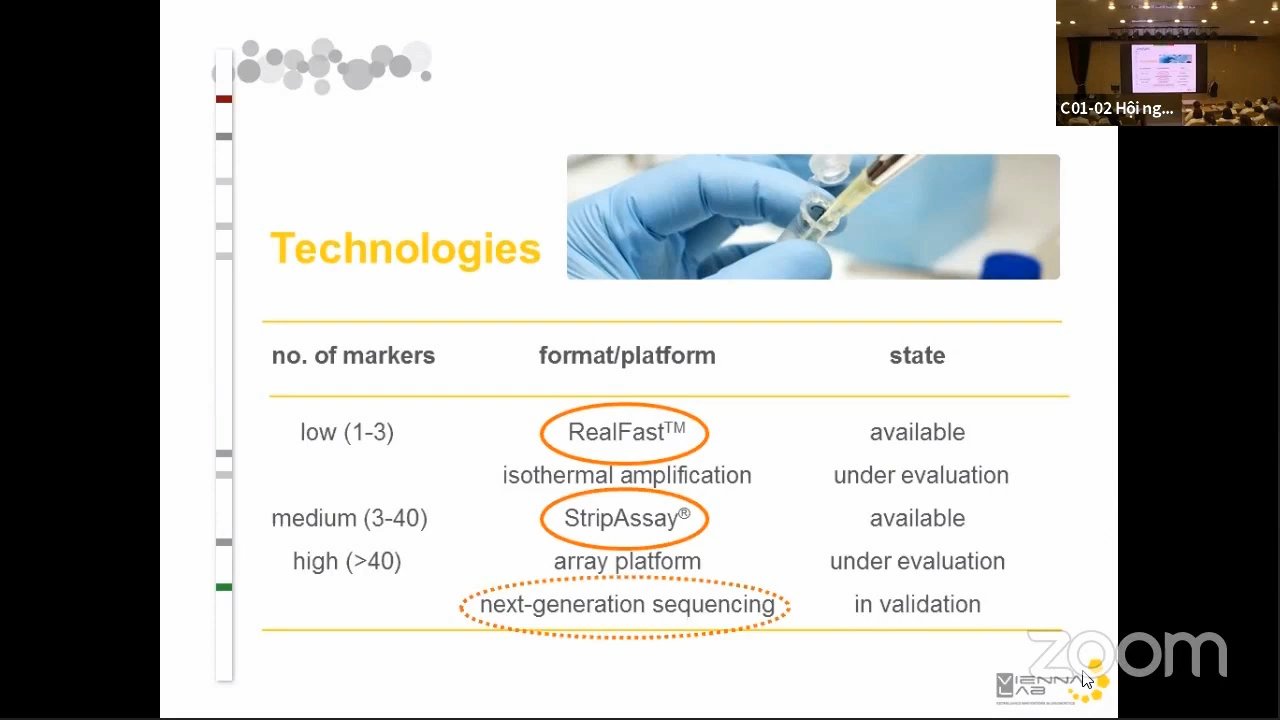 C01-02 Hội ng...
Technologies
no. of markers format/platform state
low (1-3) RealFast™ available
isothermal amplification under evaluation
medium (3-40) StripAssay® available
high (>40) array platform under evaluation
next-generation sequencing in validation
zoom
VIENNA
LAB